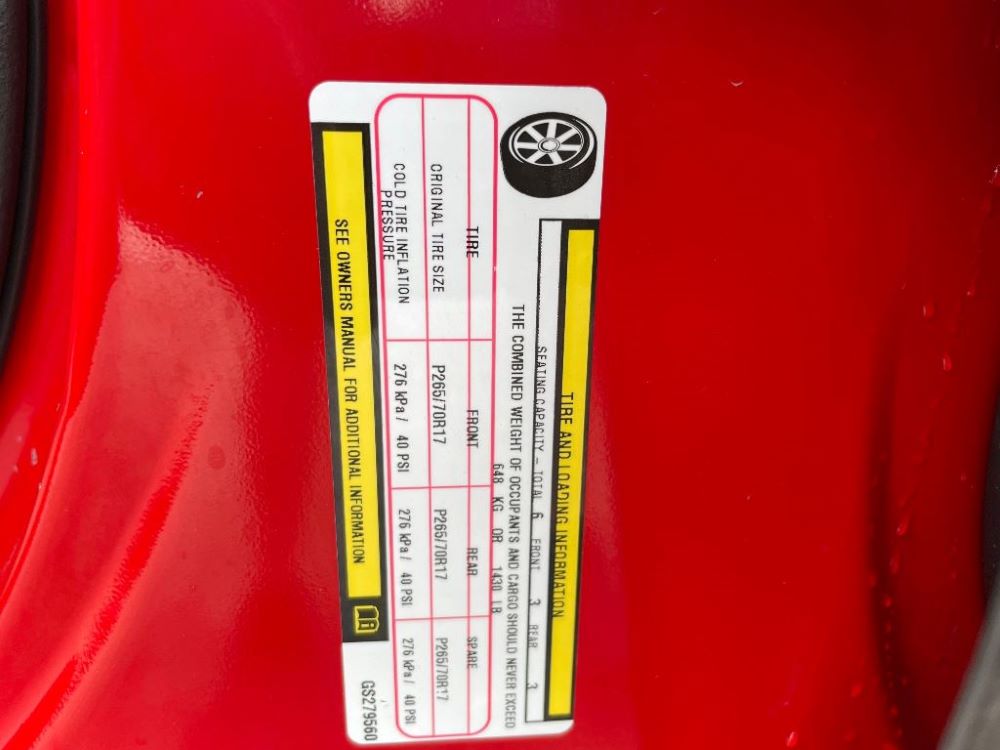 TIRE AND LOADING INFORMATION
SEATING CAPACITY – TOTAL 6 FRONT 3 REAR 3
THE COMBINED WEIGHT OF OCCUPANTS AND CARGO SHOULD NEVER EXCEED
648 KG OR 1430 LB
TIRE FRONT REAR SPARE
ORIGINAL TIRE SIZE P265/70R17 P265/70R17 P265/70R17
COLD TIRE INFLATION
PRESSURE 276 kPa / 40 PSI 276 kPa / 40 PSI 276 kPa / 40 PSI
SEE OWNERS MANUAL FOR ADDITIONAL INFORMATION
GS279560